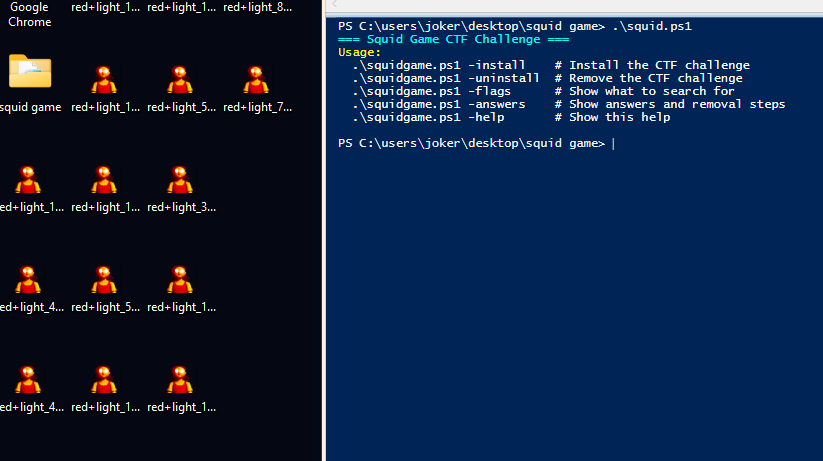 Google
Chrome
red+light_1...
red+light_1...
red+light_8...
squid game
red+light_1...
red+light_5...
red+light_7...
red+light_1...
red+light_1...
red+light_3...
red+light_4...
red+light_5...
red+light_1...
red+light_4...
red+light_1...
red+light_1...
PS C:\users\joker\desktop\squid game> .\squid.ps1
=== Squid Game CTF Challenge ===
Usage:
.\squidgame.ps1 -install # Install the CTF challenge
.\squidgame.ps1 -uninstall # Remove the CTF challenge
.\squidgame.ps1 -flags # Show what to search for
.\squidgame.ps1 -answers # Show answers and removal steps
.\squidgame.ps1 -help # Show this help
PS C:\users\joker\desktop\squid game>